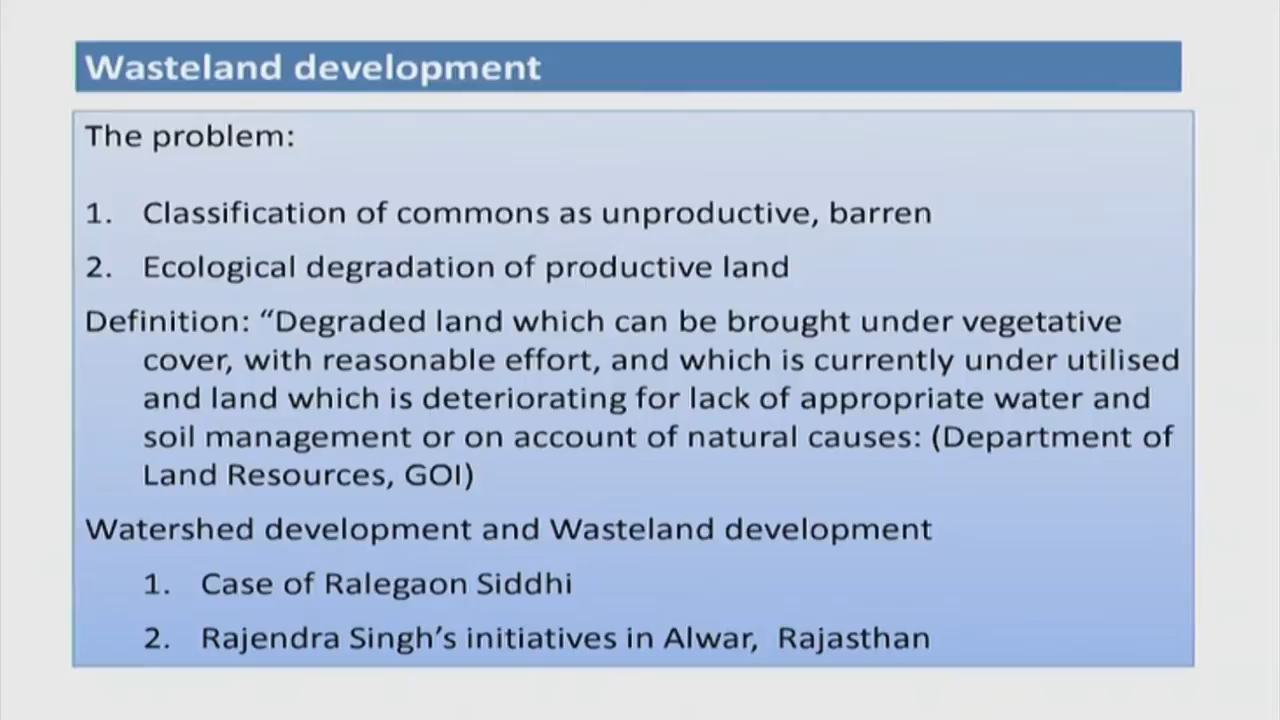 Wasteland development
The problem:
1. Classification of commons as unproductive, barren
2. Ecological degradation of productive land
Definition: “Degraded land which can be brought under vegetative
cover, with reasonable effort, and which is currently under utilised
and land which is deteriorating for lack of appropriate water and
soil management or on account of natural causes: (Department of
Land Resources, GOI)
Watershed development and Wasteland development
1. Case of Ralegaon Siddhi
2. Rajendra Singh’s initiatives in Alwar,  Rajasthan